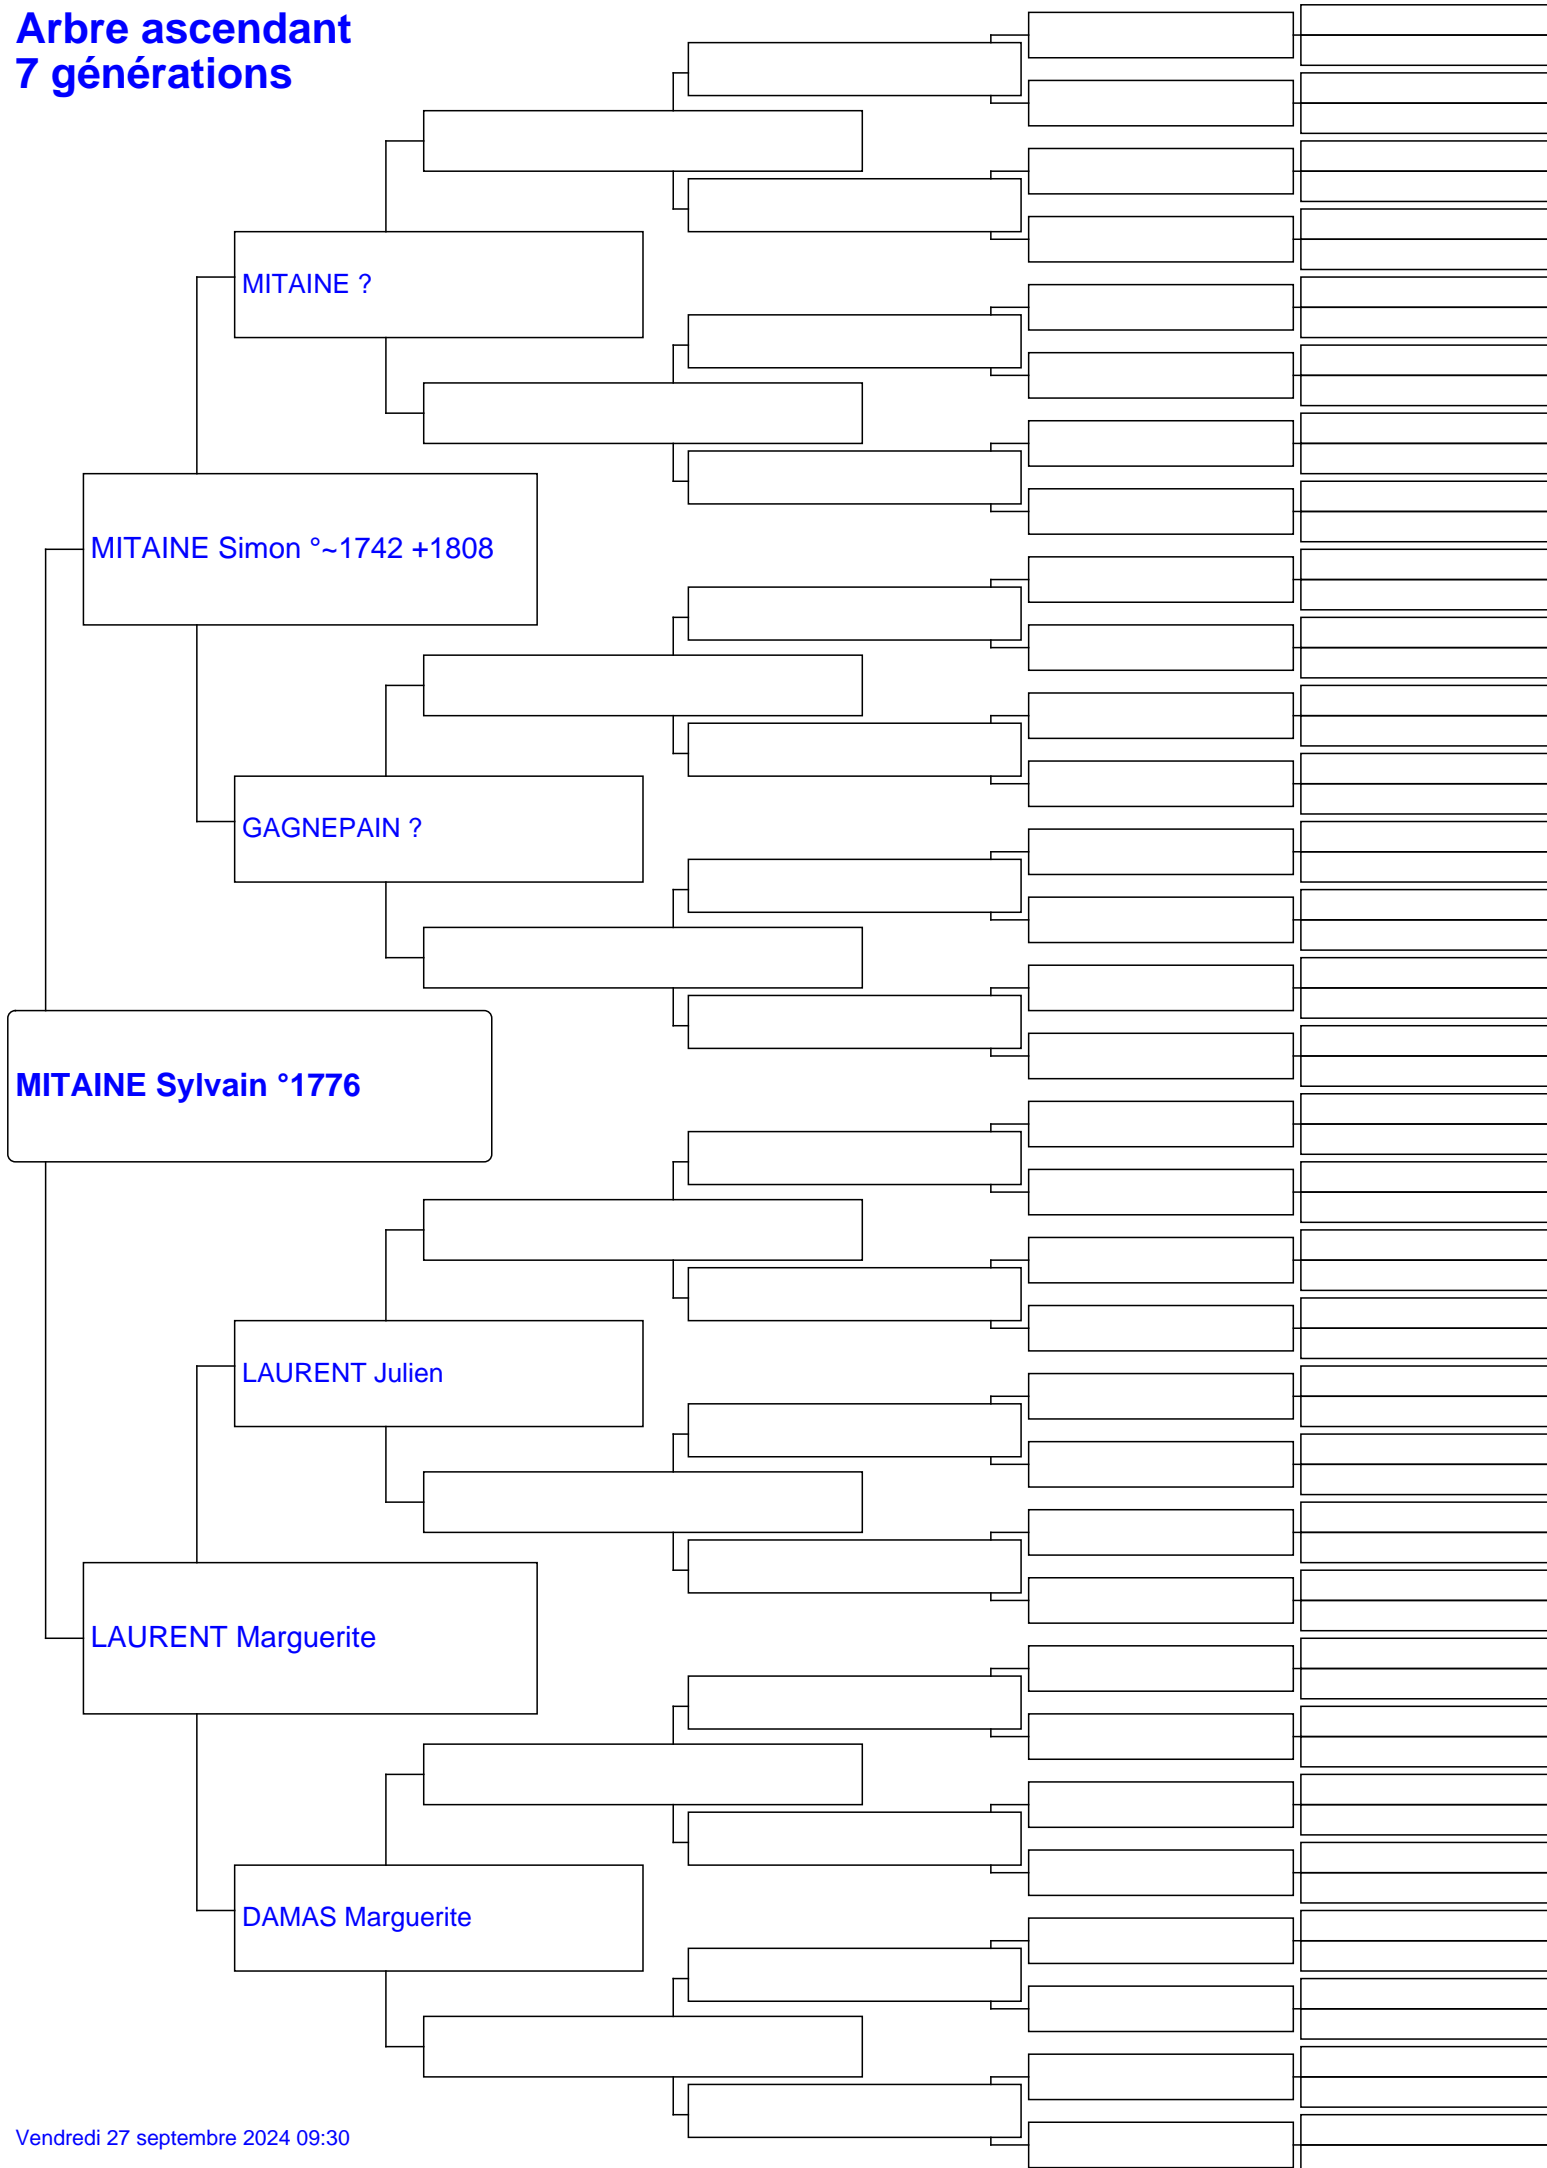 Arbre ascendant
7 générations
MITAINE ?
MITAINE Simon °~1742 +1808
GAGNEPAIN ?
MITAINE Sylvain °1776
LAURENT Julien
LAURENT Marguerite
DAMAS Marguerite
Vendredi 27 septembre 2024 09:30